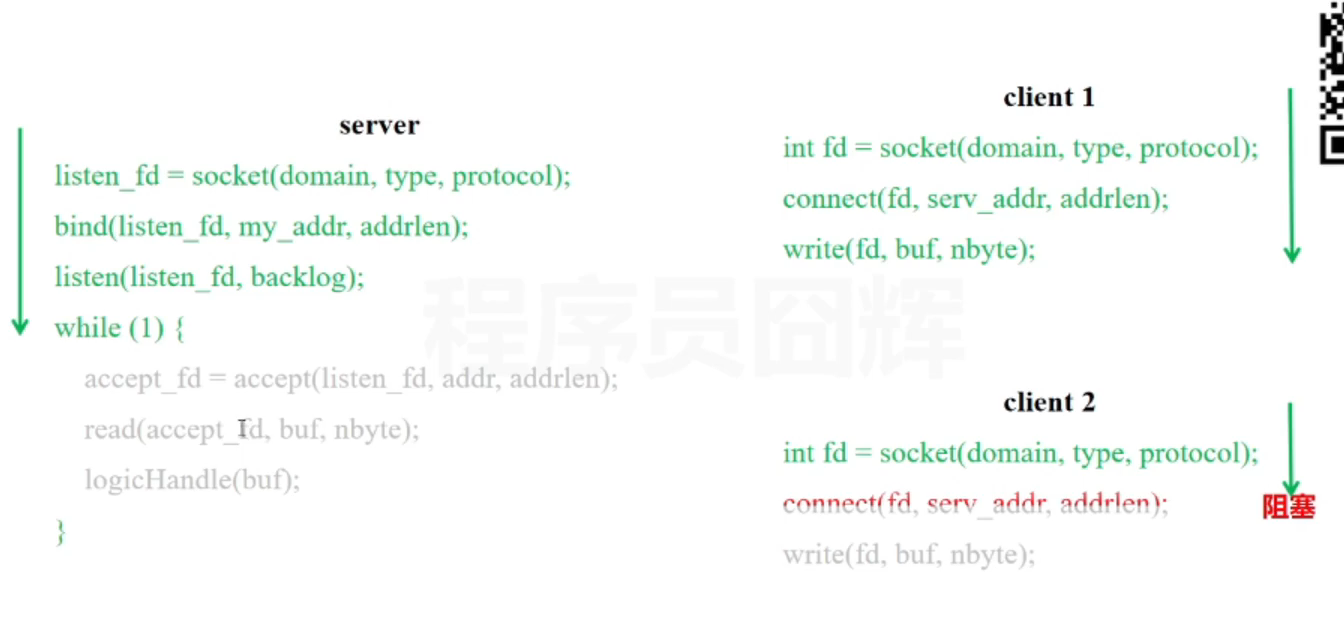 server
listen_fd = socket(domain, type, protocol);
bind(listen_fd, my_addr, addrlen);
listen(listen_fd, backlog);
while (1) {
accept_fd = accept(listen_fd, addr, addrlen);
read(accept_fd, buf, nbyte);
logicHandle(buf);
}
client 1
int fd = socket(domain, type, protocol);
connect(fd, serv_addr, addrlen);
write(fd, buf, nbyte);
client 2
int fd = socket(domain, type, protocol);
connect(fd, serv_addr, addrlen);
阻塞
write(fd, buf, nbyte);
程序员囧辉